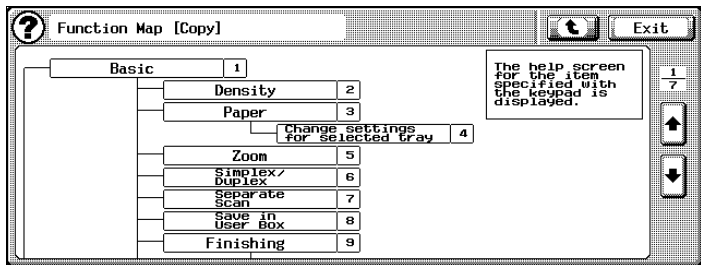 Function Map [Copy]
Exit
Basic 1
The help screen
for the item
specified with
the keypad is
displayed.
1
7
Density 2
Paper 3
Change settings
for selected tray 4
Zoom 5
Simplex/
Duplex 6
Separate
Scan 7
Save in
User Box 8
Finishing 9